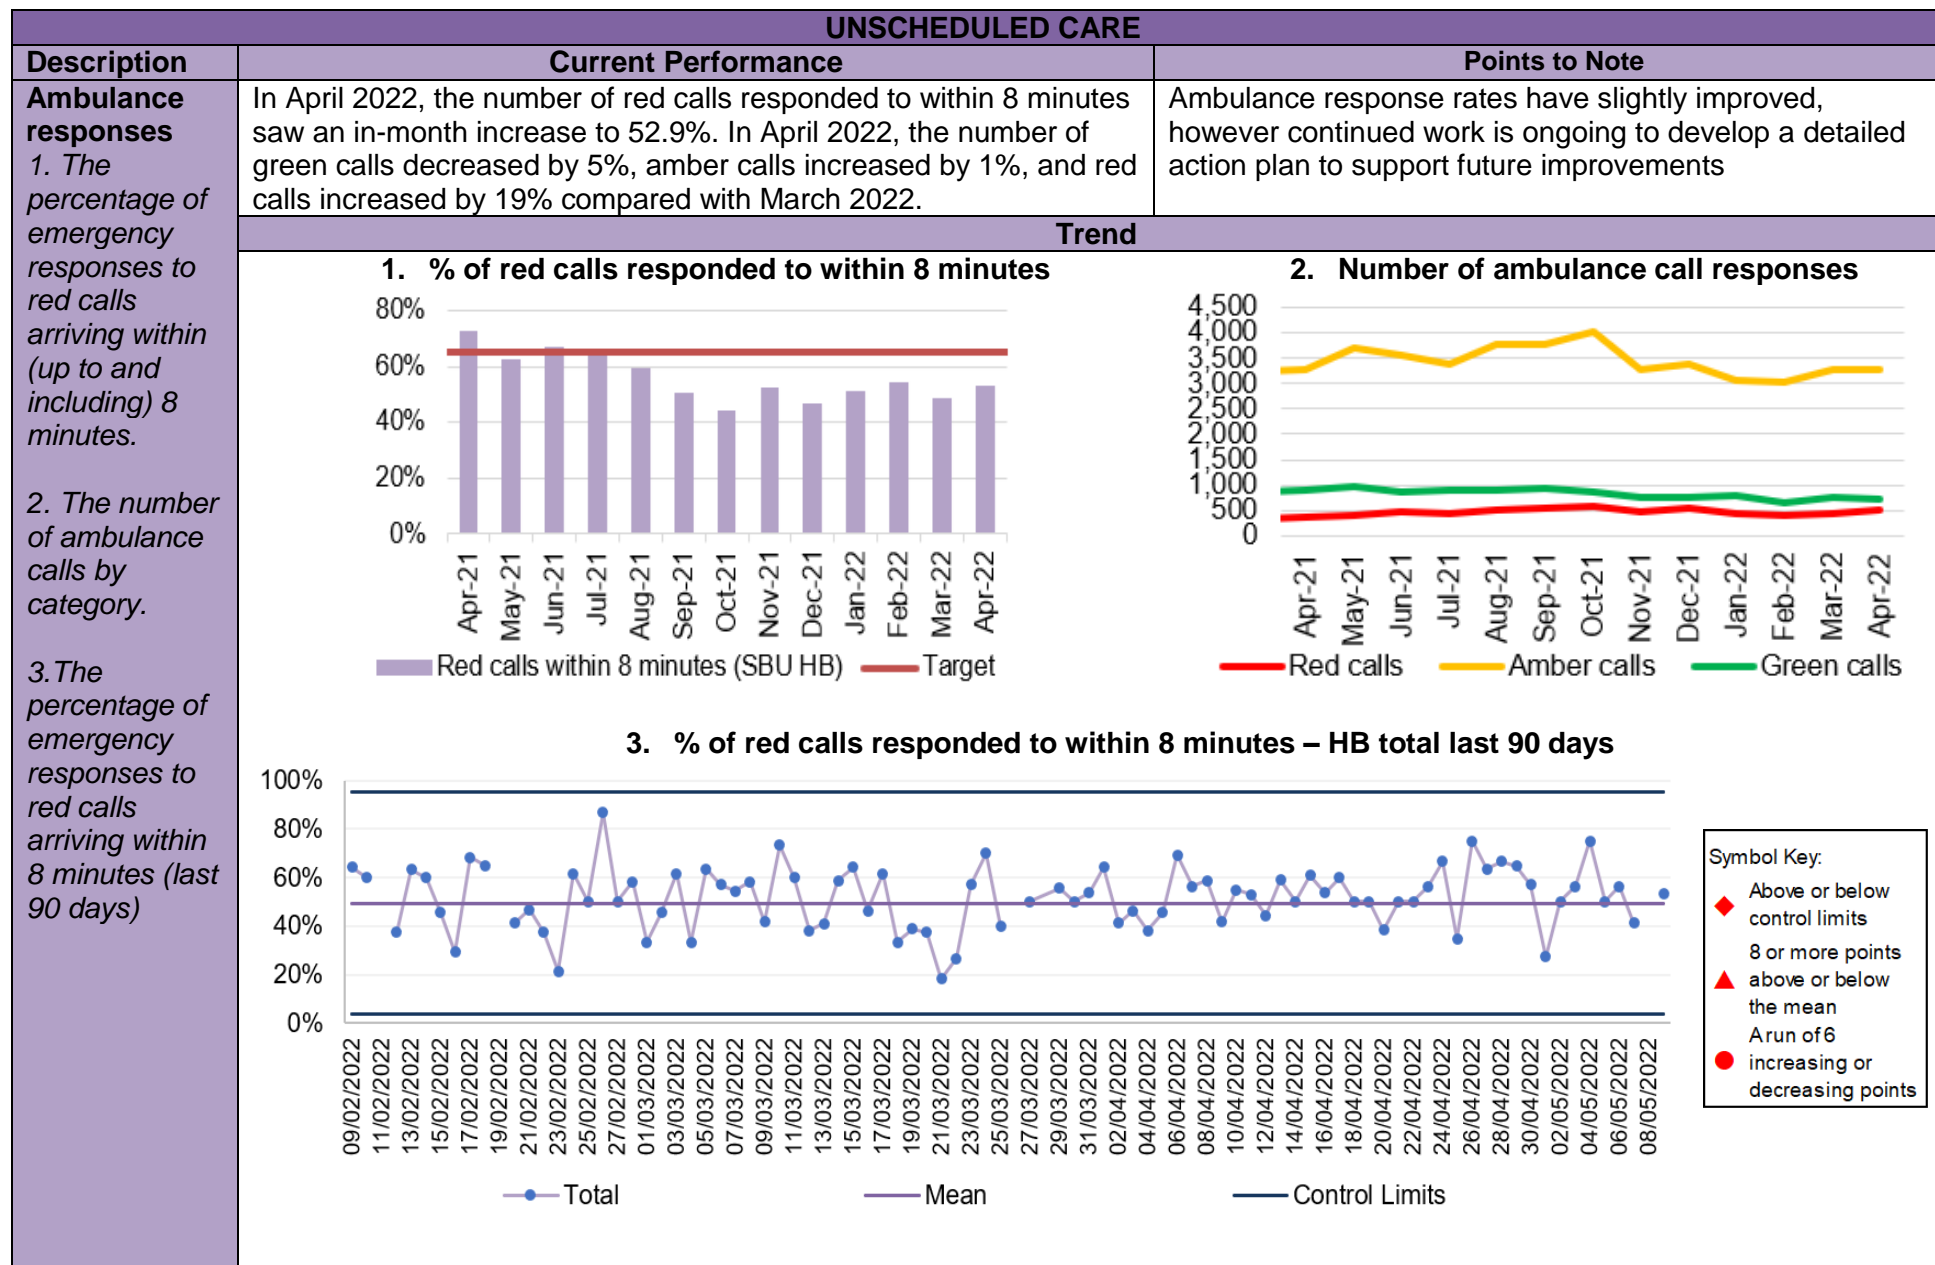 UNSCHEDULED CARE
Description
Current Performance
Points to Note
Ambulance
responses
1. The
percentage of
emergency
responses to
red calls
arriving within
(up to and
including) 8
minutes.
2. The number
of ambulance
calls by
category.
3.The
percentage of
emergency
responses to
red calls
arriving within
8 minutes (last
90 days)
In April 2022, the number of red calls responded to within 8 minutes
saw an in-month increase to 52.9%. In April 2022, the number of
green calls decreased by 5%, amber calls increased by 1%, and red
calls increased by 19% compared with March 2022.
Ambulance response rates have slightly improved,
however continued work is ongoing to develop a detailed
action plan to support future improvements
Trend
1. % of red calls responded to within 8 minutes
80%
60%
40%
20%
0%
Apr-21
May-21
Jun-21
Jul-21
Aug-21
Sep-21
Oct-21
Nov-21
Dec-21
Jan-22
Feb-22
Mar-22
Apr-22
Red calls within 8 minutes (SBU HB)
Target
2. Number of ambulance call responses
4,500
4,000
3,500
3,000
2,500
2,000
1,500
1,000
500
0
Apr-21
May-21
Jun-21
Jul-21
Aug-21
Sep-21
Oct-21
Nov-21
Dec-21
Jan-22
Feb-22
Mar-22
Apr-22
Red calls
Amber calls
Green calls
3. % of red calls responded to within 8 minutes – HB total last 90 days
100%
80%
60%
40%
20%
0%
09/02/2022
11/02/2022
13/02/2022
15/02/2022
17/02/2022
19/02/2022
21/02/2022
23/02/2022
25/02/2022
27/02/2022
01/03/2022
03/03/2022
05/03/2022
07/03/2022
09/03/2022
11/03/2022
13/03/2022
15/03/2022
17/03/2022
19/03/2022
21/03/2022
23/03/2022
25/03/2022
27/03/2022
29/03/2022
31/03/2022
02/04/2022
04/04/2022
06/04/2022
08/04/2022
10/04/2022
12/04/2022
14/04/2022
16/04/2022
18/04/2022
20/04/2022
22/04/2022
24/04/2022
26/04/2022
28/04/2022
30/04/2022
02/05/2022
04/05/2022
06/05/2022
08/05/2022
Total
Mean
Control Limits
Symbol Key:
Above or below
control limits
8 or more points
above or below
the mean
A run of 6
increasing or
decreasing points